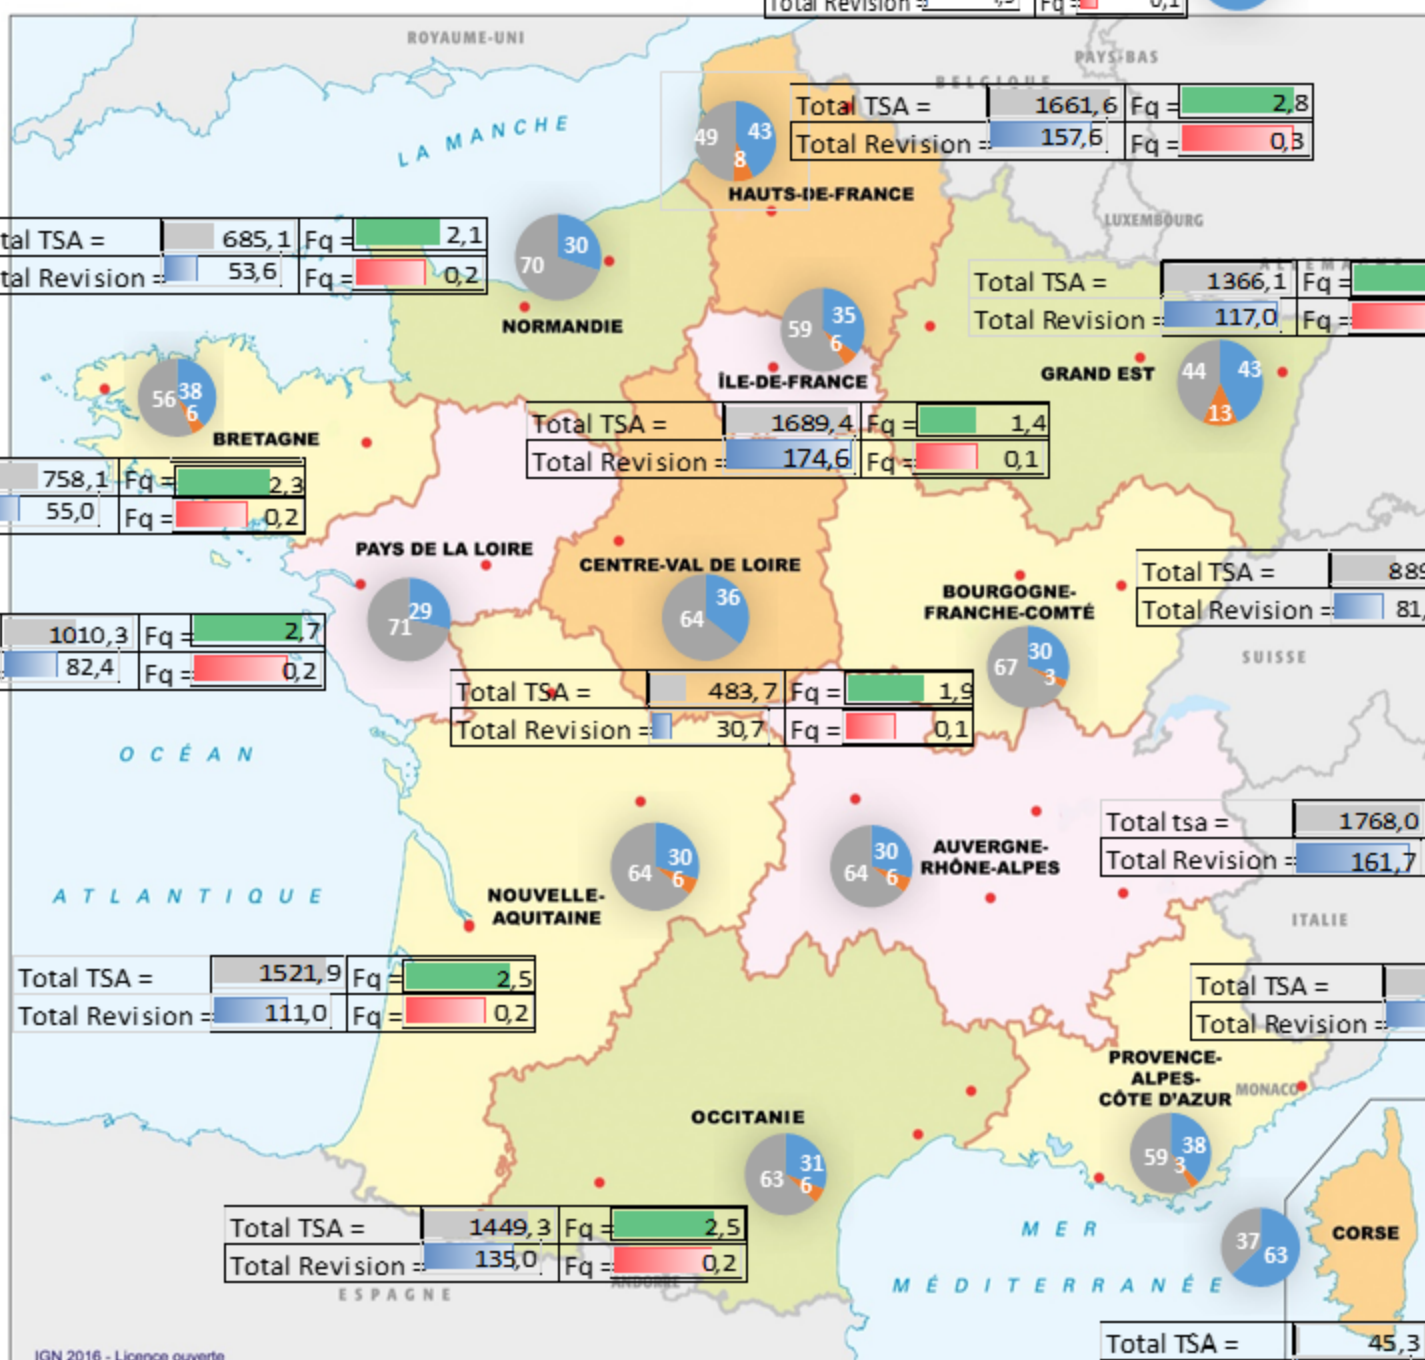 Total Revision = Fq = 0,1
ROYAUME-UNI
PAYS-BAS
BELGIQUE
LA MANCHE
Total TSA = 1661,6 Fq = 2,8
Total Revision = 157,6 Fq = 0,3
49 43 8
HAUTS-DE-FRANCE
LUXEMBOURG
tal TSA = 685,1 Fq = 2,1
tal Revision = 53,6 Fq = 0,2
70 30
NORMANDIE
ALLEMAGNE
Total TSA = 1366,1 Fq =
Total Revision = 117,0 Fq =
59 35 6
ÎLE-DE-FRANCE
GRAND EST
44 43 13
56 38 6
BRETAGNE
Total TSA = 1689,4 Fq = 1,4
Total Revision = 174,6 Fq = 0,1
758,1 Fq = 2,3
55,0 Fq = 0,2
PAYS DE LA LOIRE
71 29
CENTRE-VAL DE LOIRE
64 36
BOURGOGNE-
FRANCHE-COMTÉ
67 30 3
Total TSA = 889
Total Revision = 81,
SUISSE
1010,3 Fq = 2,7
82,4 Fq = 0,2
Total TSA = 483,7 Fq = 1,9
Total Revision = 30,7 Fq = 0,1
OCÉAN
ATLANTIQUE
64 30 6
NOUVELLE-
AQUITAINE
64 30 6
AUVERGNE-
RHÔNE-ALPES
Total tsa = 1768,0
Total Revision = 161,7
ITALIE
Total TSA = 1521,9 Fq = 2,5
Total Revision = 111,0 Fq = 0,2
Total TSA =
Total Revision =
PROVENCE-
ALPES-
CÔTE D'AZUR
MONACO
59 38 3
OCCITANIE
63 31 6
Total TSA = 1449,3 Fq = 2,5
Total Revision = 135,0 Fq = 0,2
ANDORRE
ESPAGNE
MER
MÉDITERRANÉE
37 63
CORSE
Total TSA = 45,3
IGN 2016 - Licence ouverte